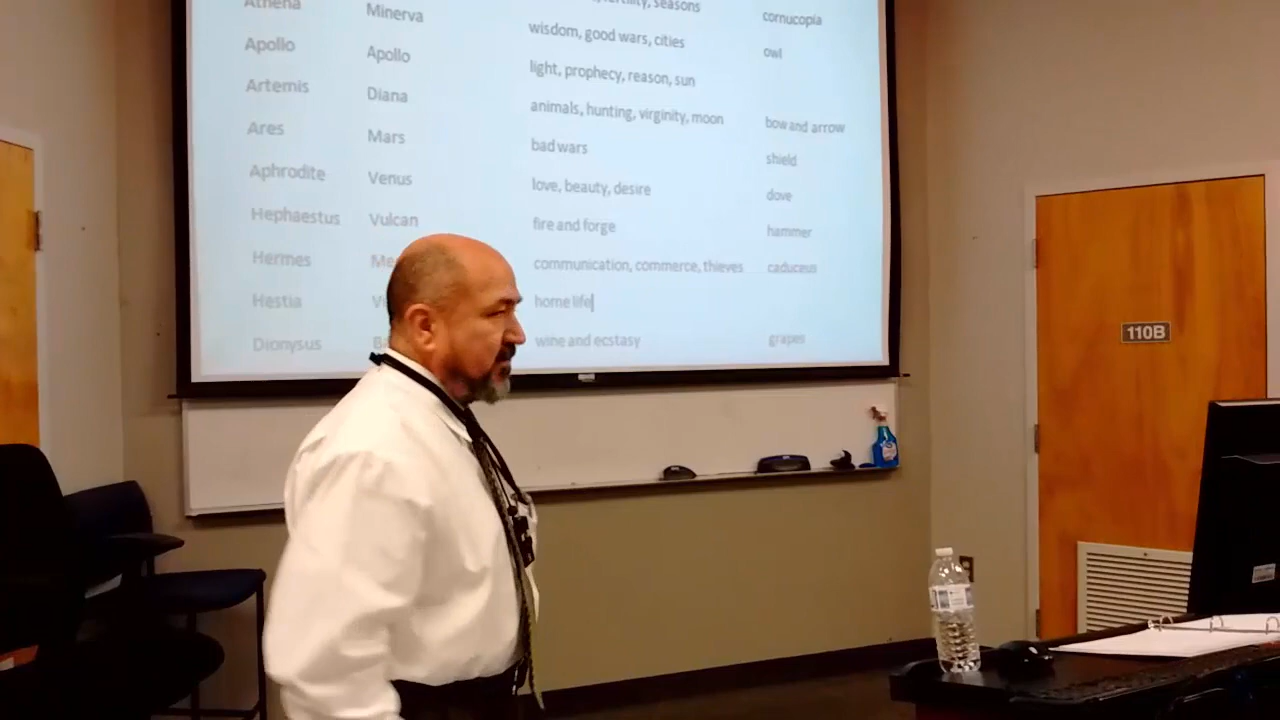 Athena Minerva fertility, seasons cornucopia
Apollo Apollo wisdom, good wars, cities owl
Artemis Diana light, prophecy, reason, sun
Ares Mars animals, hunting, virginity, moon bow and arrow
Aphrodite Venus bad wars shield
Hephaestus Vulcan love, beauty, desire dove
Hermes fire and forge hammer
Hestia communication, commerce, thieves caduceus
Dionysus home life
wine and ecstasy grapes
110B